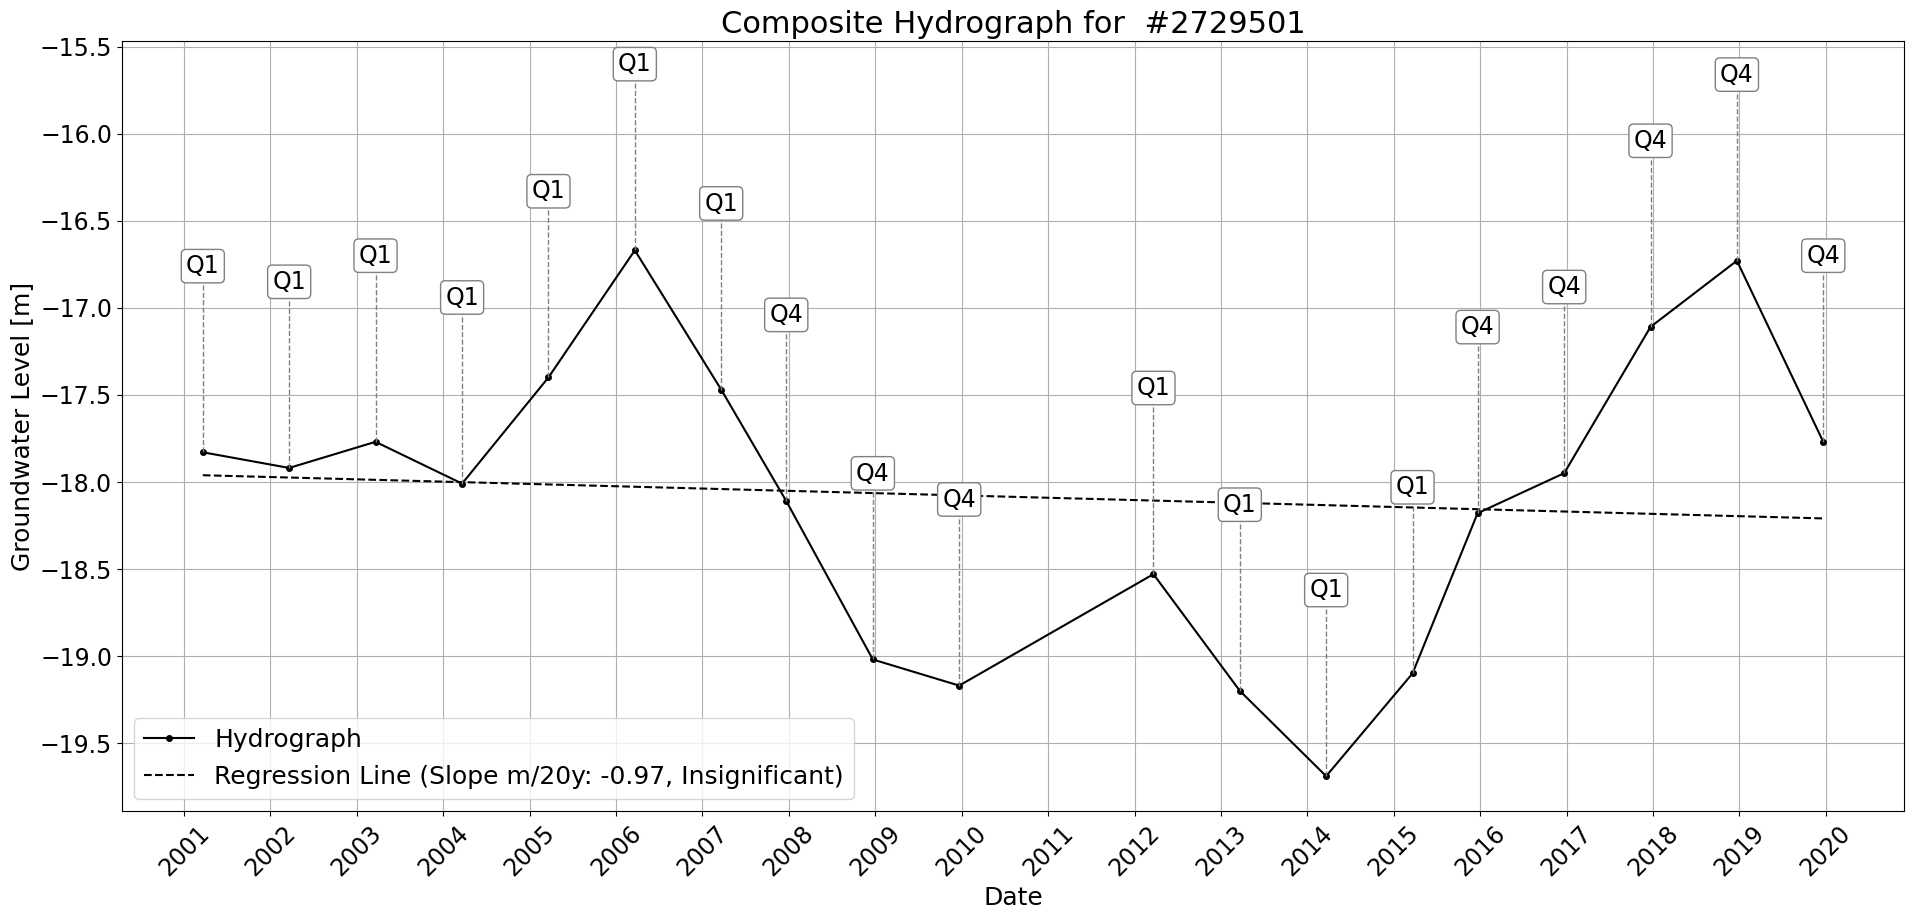 Composite Hydrograph for  #2729501
Groundwater Level [m]
−15.5
−16.0
−16.5
−17.0
−17.5
−18.0
−18.5
−19.0
−19.5
Q1
Q1
Q1
Q1
Q1
Q1
Q1
Q4
Q4
Q4
Q1
Q1
Q1
Q1
Q4
Q4
Q4
Q4
Q4
Hydrograph
Regression Line (Slope m/20y: -0.97, Insignificant)
2001
2002
2003
2004
2005
2006
2007
2008
2009
2010
2011
2012
2013
2014
2015
2016
2017
2018
2019
2020
Date